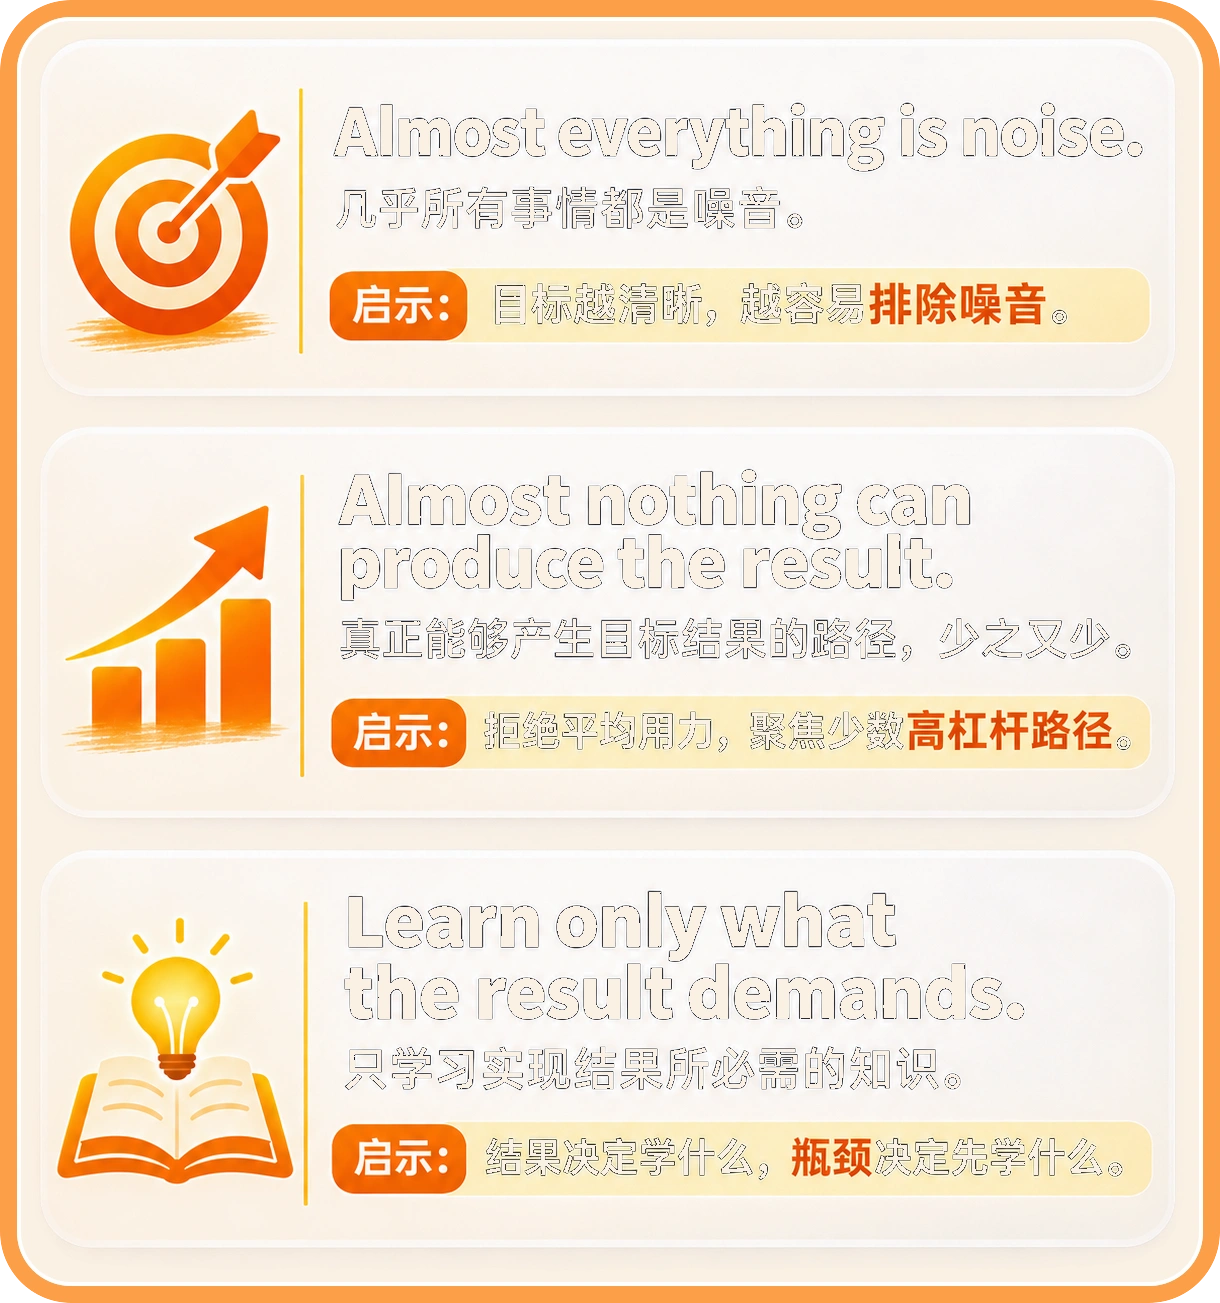 Almost everything is noise.
几乎所有事情都是噪音。
启示： 目标越清晰，越容易排除噪音。
Almost nothing can
produce the result.
真正能够产生目标结果的路径，少之又少。
启示： 拒绝平均用力，聚焦少数高杠杆路径。
Learn only what
the result demands.
只学习实现结果所必需的知识。
启示： 结果决定学什么，瓶颈决定先学什么。